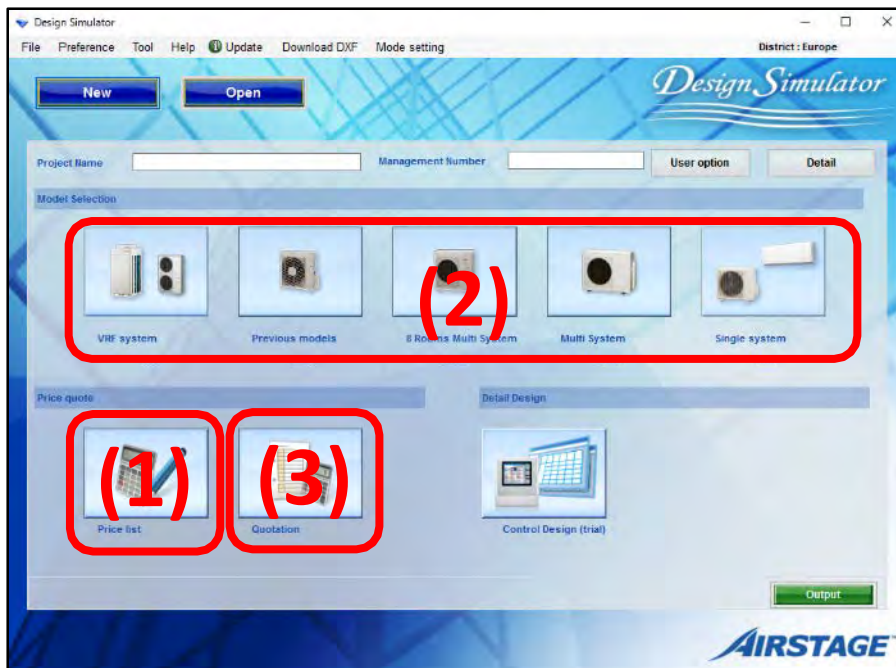 Design Simulator
File Preference Tool Help Update Download DXF Mode setting District : Europe
New Open Design Simulator
Project Name Management Number User option Detail
Model Selection
(2)
VRF system Previous models 8 Rooms Multi System Multi System Single system
Price quote Detail Design
(1) (3)
Price list Quotation Control Design (trial)
Output
AIRSTAGE